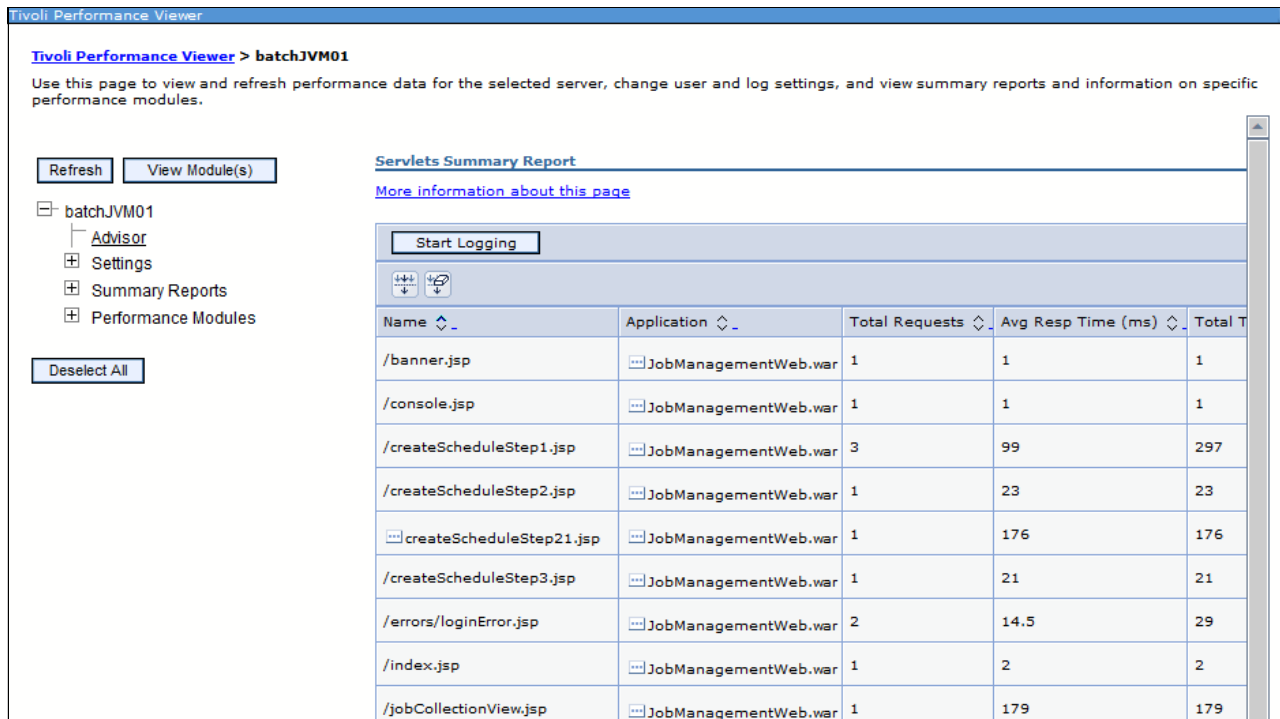 Tivoli Performance Viewer
Tivoli Performance Viewer > batchJVM01
Use this page to view and refresh performance data for the selected server, change user and log settings, and view summary reports and information on specific
performance modules.
Refresh View Module(s)
batchJVM01
Advisor
Settings
Summary Reports
Performance Modules
Deselect All
Servlets Summary Report
More information about this page
Start Logging
Name Application Total Requests Avg Resp Time (ms) Total T
/banner.jsp ...JobManagementWeb.war 1 1 1
/console.jsp ...JobManagementWeb.war 1 1 1
/createScheduleStep1.jsp ...JobManagementWeb.war 3 99 297
/createScheduleStep2.jsp ...JobManagementWeb.war 1 23 23
...createScheduleStep21.jsp ...JobManagementWeb.war 1 176 176
/createScheduleStep3.jsp ...JobManagementWeb.war 1 21 21
/errors/loginError.jsp ...JobManagementWeb.war 2 14.5 29
/index.jsp ...JobManagementWeb.war 1 2 2
/jobCollectionView.jsp ...JobManagementWeb.war 1 179 179